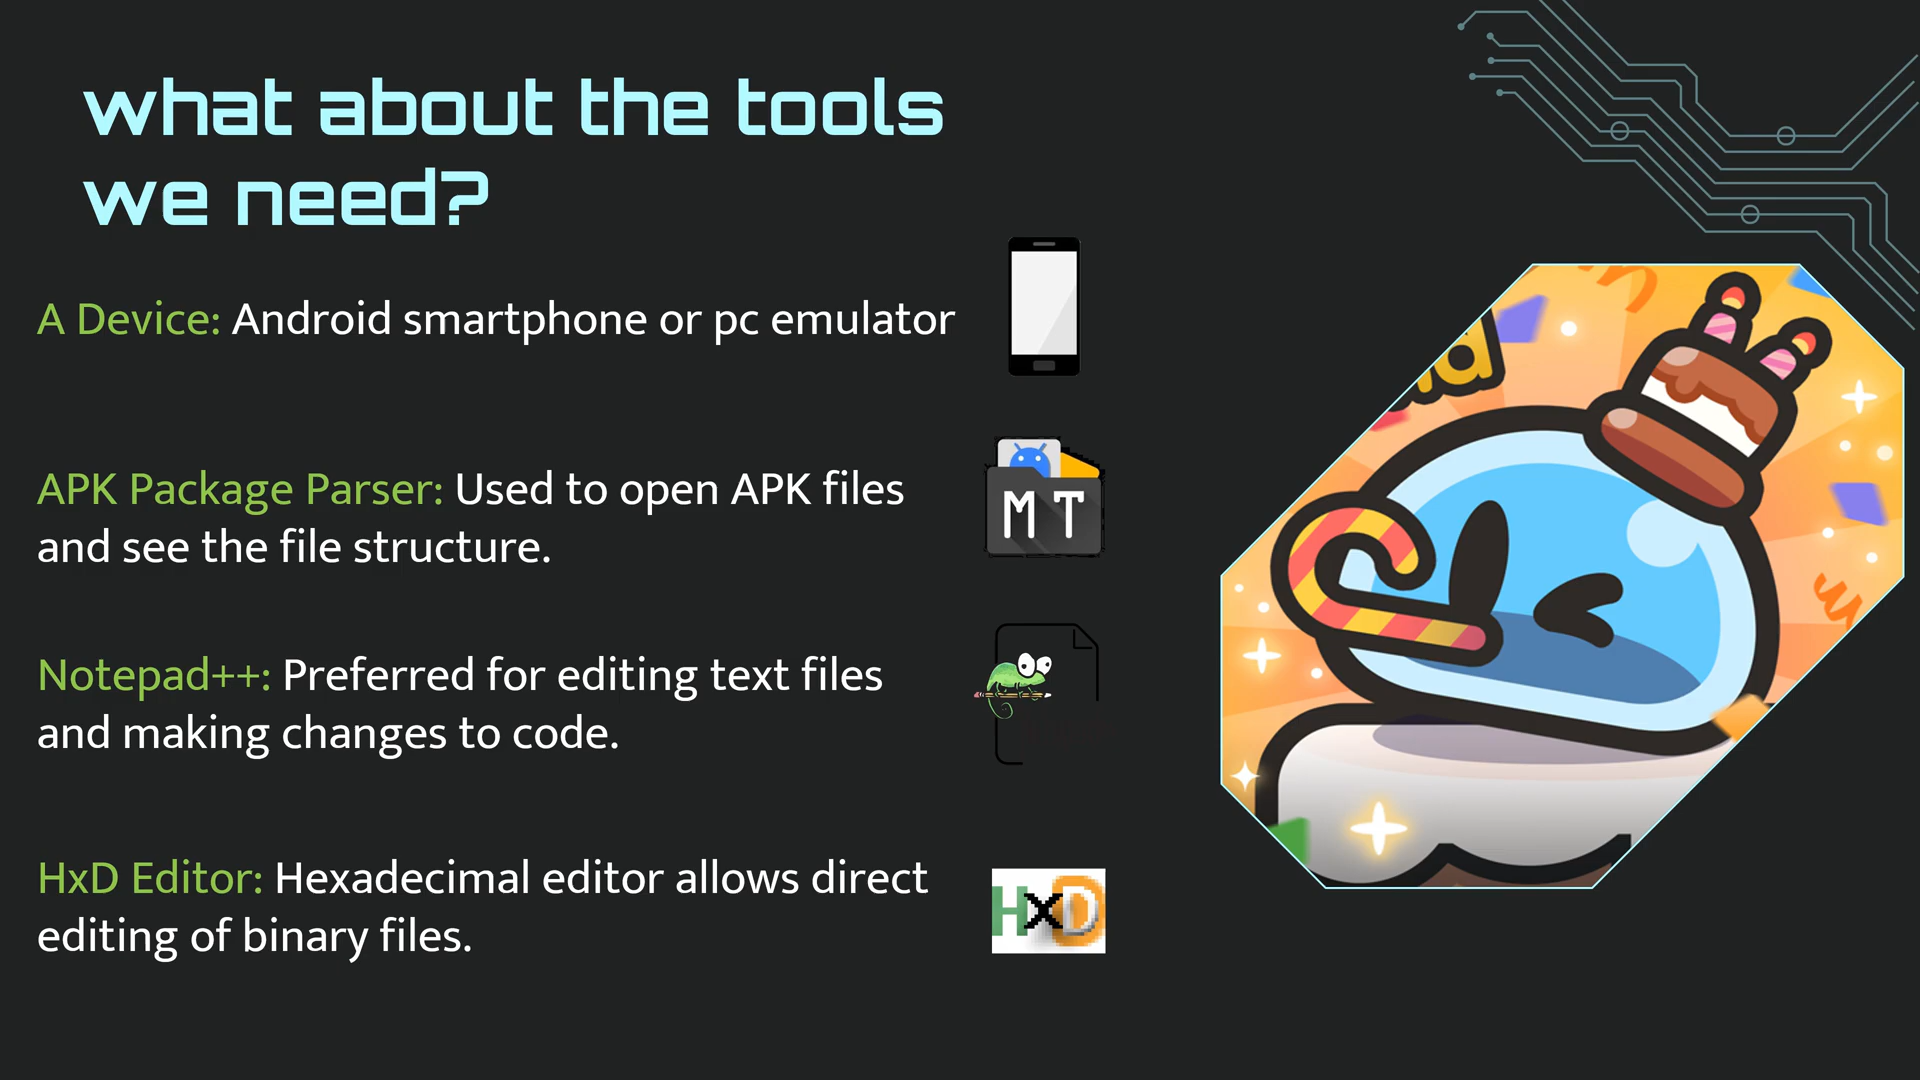 what about the tools
we need?
A Device: Android smartphone or pc emulator
APK Package Parser: Used to open APK files
and see the file structure.
MT
Notepad++: Preferred for editing text files
and making changes to code.
HxD Editor: Hexadecimal editor allows direct
editing of binary files.
HxD